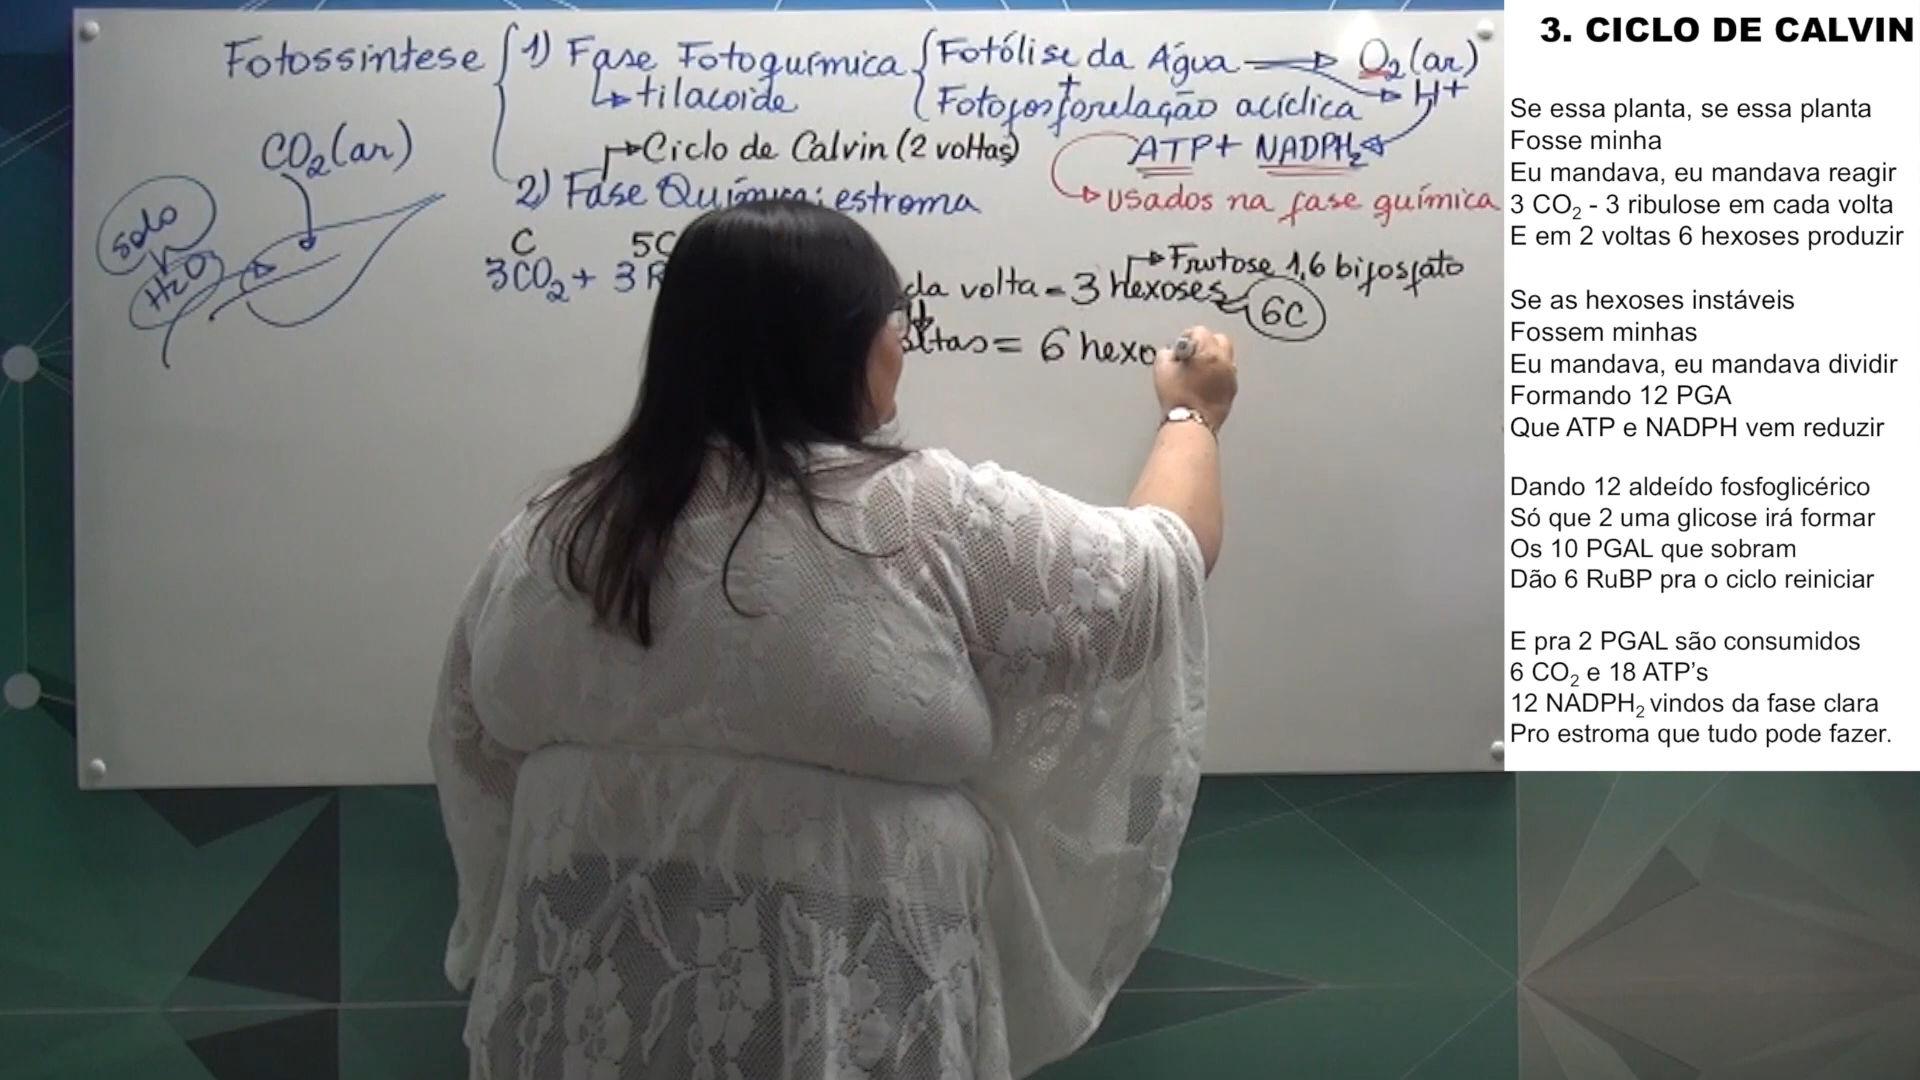 Fotossíntese
1) Fase Fotoquímica
tilacoide
Fotólise da Água
O2(ar)
+
H+
Fotofosforelação acíclica
ATP + NADPH2
usados na fase química
Ciclo de Calvin (2 voltas)
2) Fase Química: estroma
CO2(ar)
solo
H2O
C 5C
3CO2 + 3
da volta = 3 hexoses
Frutose 1,6 bifosfato
6C
oltas = 6 hexo
3. CICLO DE CALVIN
Se essa planta, se essa planta
Fosse minha
Eu mandava, eu mandava reagir
3 CO2 - 3 ribulose em cada volta
E em 2 voltas 6 hexoses produzir
Se as hexoses instáveis
Fossem minhas
Eu mandava, eu mandava dividir
Formando 12 PGA
Que ATP e NADPH vem reduzir
Dando 12 aldeído fosfoglicérico
Só que 2 uma glicose irá formar
Os 10 PGAL que sobram
Dão 6 RuBP pra o ciclo reiniciar
E pra 2 PGAL são consumidos
6 CO2 e 18 ATP’s
12 NADPH2 vindos da fase clara
Pro estroma que tudo pode fazer.